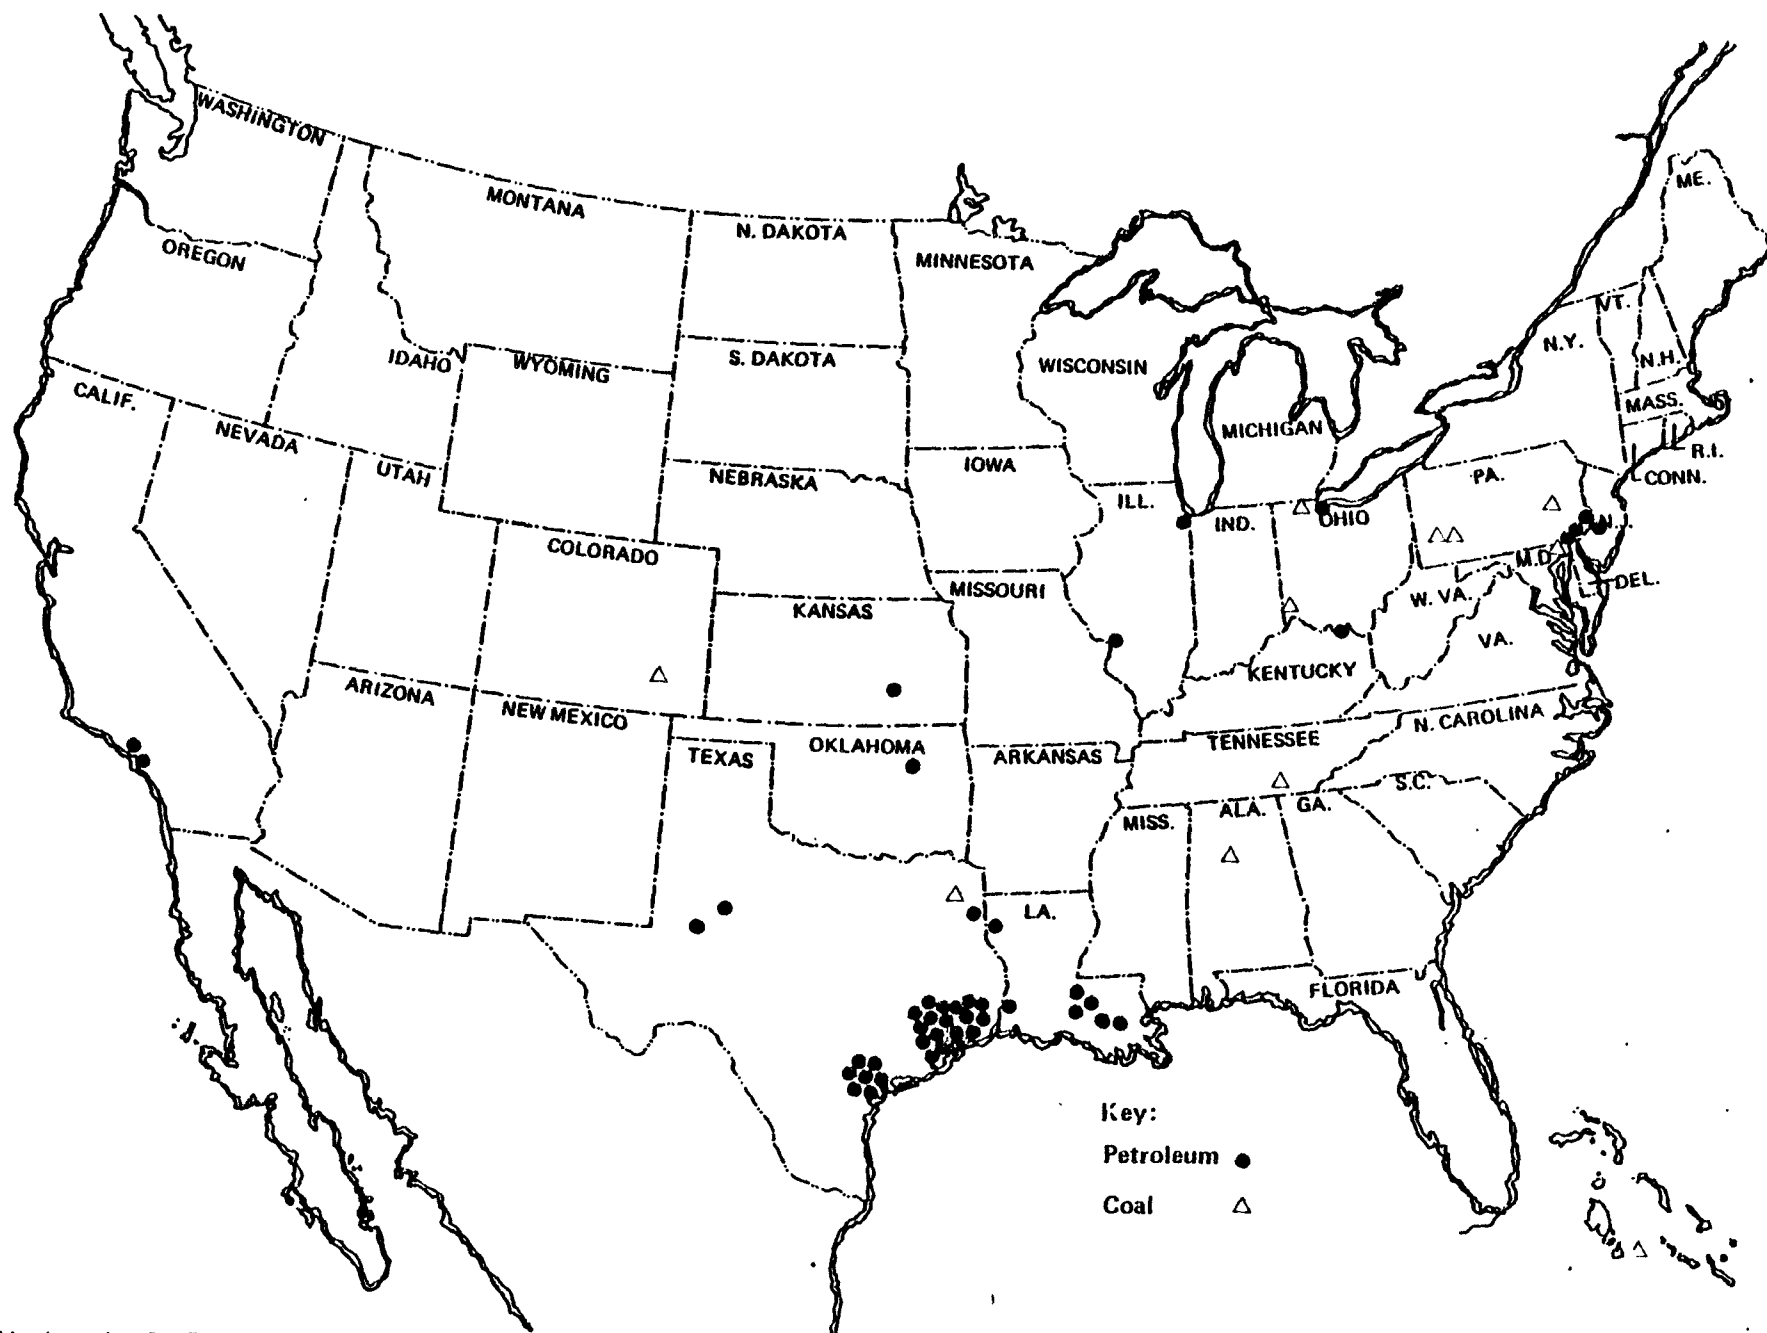 WASHINGTON
MONTANA
N. DAKOTA
MINNESOTA
ME.
OREGON
IDAHO
WYOMING
S. DAKOTA
WISCONSIN
VT.
N.Y.
N.H.
CALIF.
NEVADA
UTAH
NEBRASKA
IOWA
MICHIGAN
MASS.
R.I.
CONN.
PA.
ILL.
IND.
OHIO
COLORADO
KANSAS
MISSOURI
M.D.
DEL.
W. VA.
VA.
KENTUCKY
ARIZONA
NEW MEXICO
TEXAS
OKLAHOMA
ARKANSAS
TENNESSEE
N. CAROLINA
S.C.
MISS.
ALA.
GA.
LA.
FLORIDA
Key:
Petroleum
Coal